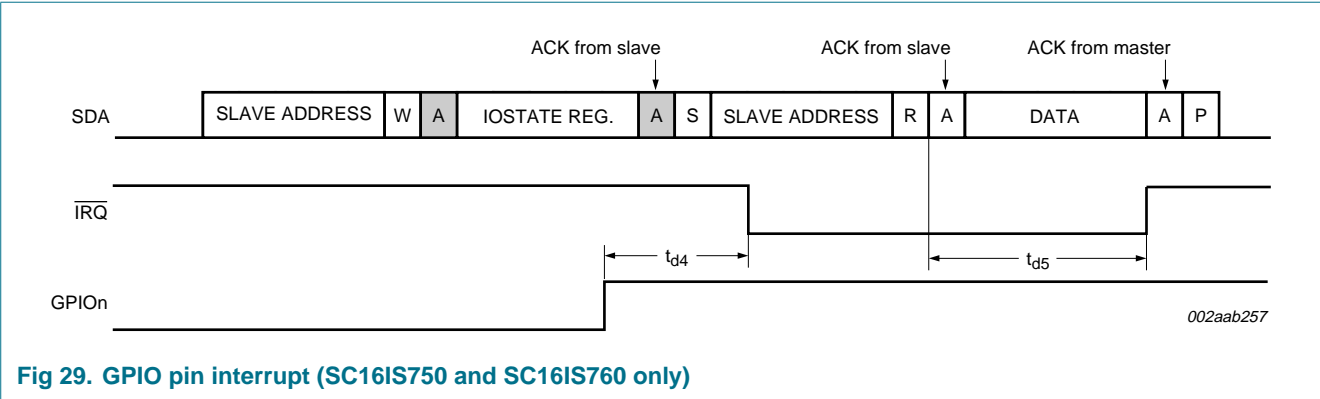 ACK from slave ACK from slave ACK from master
SDA SLAVE ADDRESS W A IOSTATE REG. A S SLAVE ADDRESS R A DATA A P
IRQ
td4 td5
GPIOn
002aab257
Fig 29. GPIO pin interrupt (SC16IS750 and SC16IS760 only)